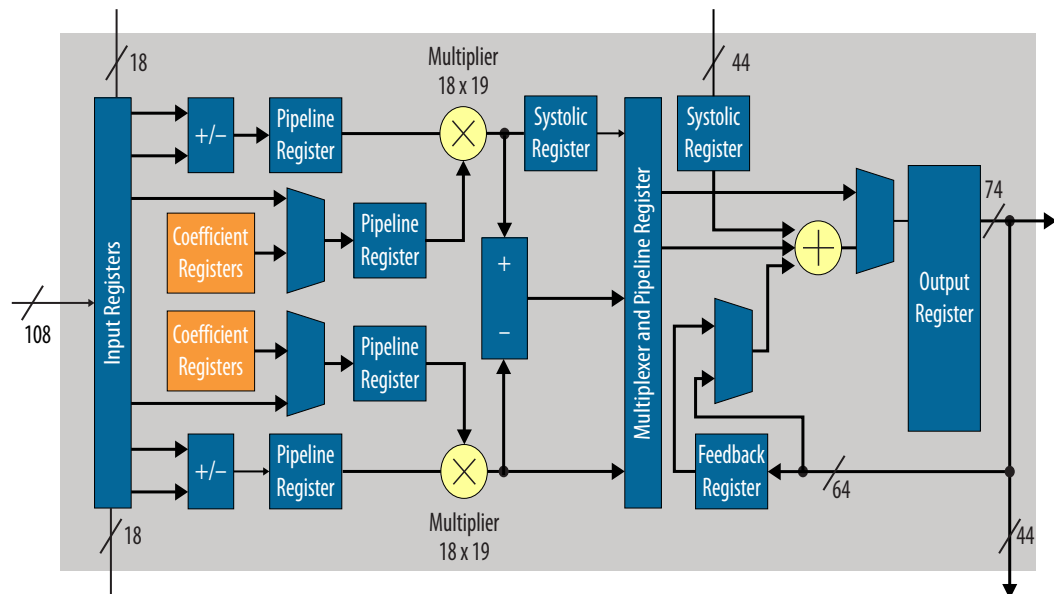 18
44
Multiplier
18 x 19
+/–
Pipeline
Register
Systolic
Register
Systolic
Register
74
Coefficient
Registers
Pipeline
Register
+
–
Output
Register
108
Input Registers
Multiplexer and Pipeline Register
Coefficient
Registers
Pipeline
Register
+/–
Pipeline
Register
Feedback
Register
64
18
Multiplier
18 x 19
44